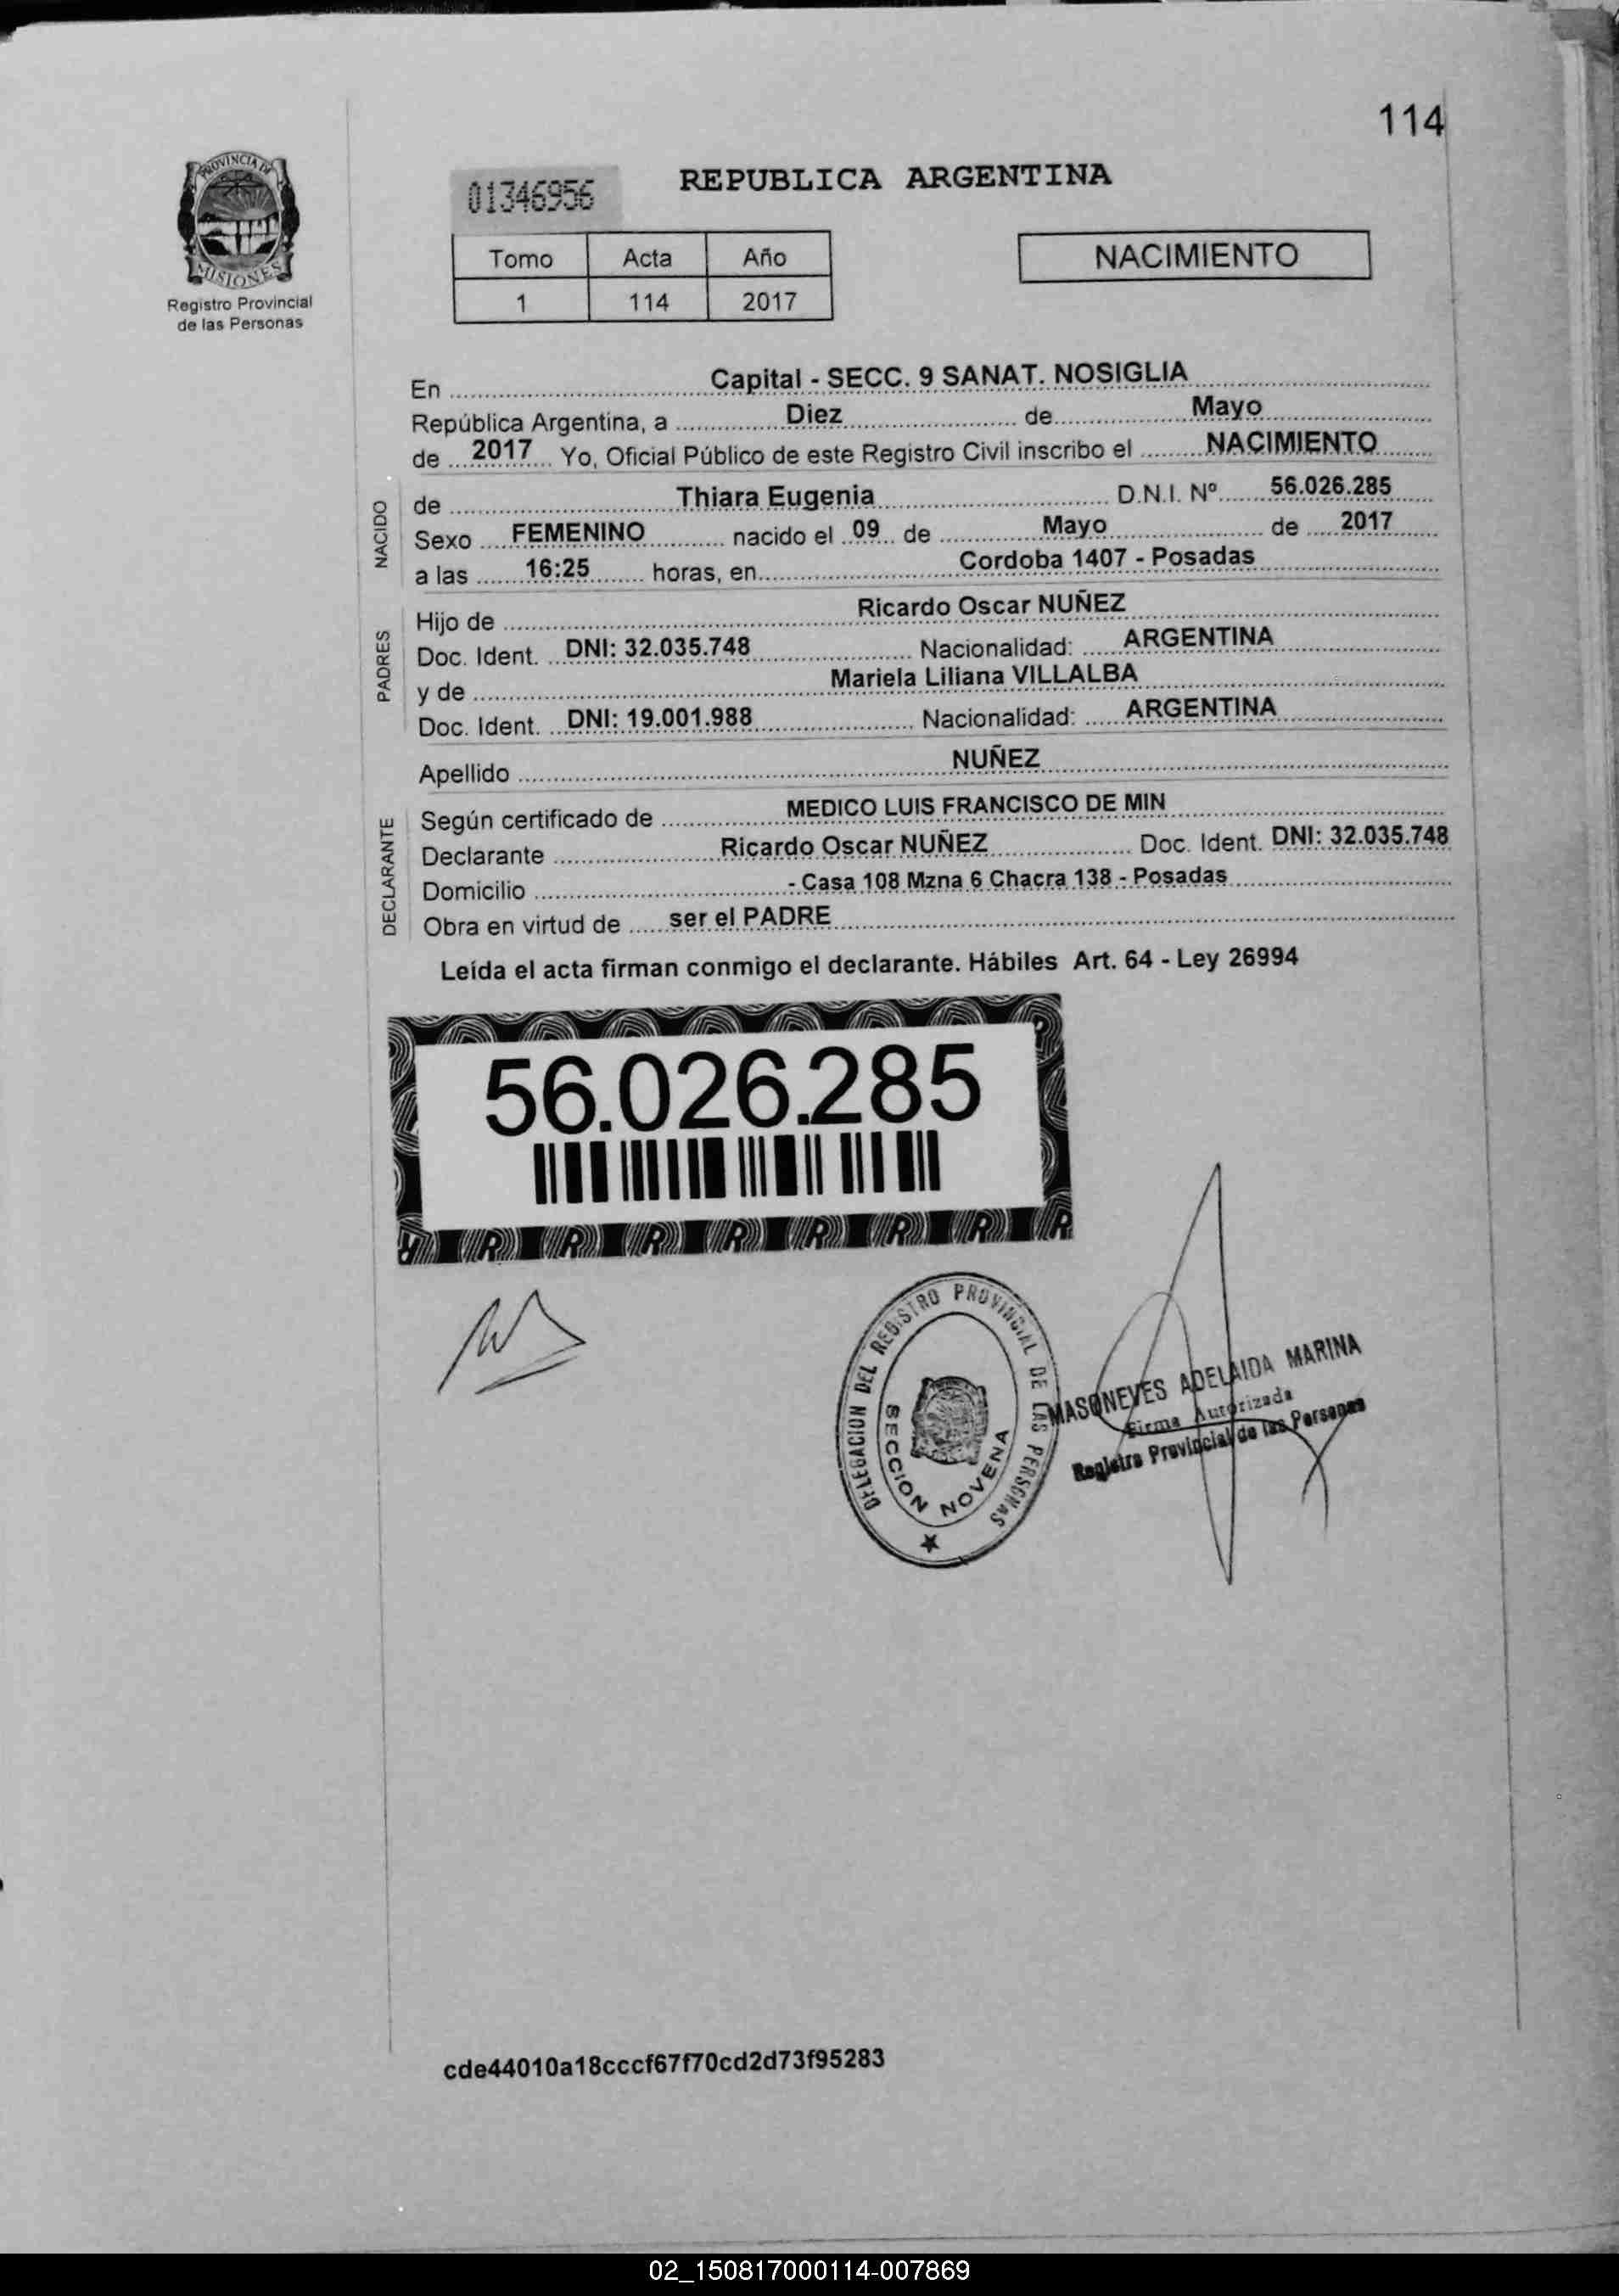 114
PROVINCIA DE
MISIONES
Registro Provincial
de las Personas
01346956
REPUBLICA ARGENTINA
Tomo Acta Año
1 114 2017
NACIMIENTO
En Capital - SECC. 9 SANAT. NOSIGLIA
República Argentina, a Diez de Mayo
de 2017 Yo, Oficial Público de este Registro Civil inscribo el NACIMIENTO
NACIDO
de Thiara Eugenia D.N.I. Nº 56.026.285
Sexo FEMENINO nacido el 09 de Mayo de 2017
a las 16:25 horas, en Cordoba 1407 - Posadas
PADRES
Hijo de Ricardo Oscar NUÑEZ
Doc. Ident. DNI: 32.035.748 Nacionalidad: ARGENTINA
y de Mariela Liliana VILLALBA
Doc. Ident. DNI: 19.001.988 Nacionalidad: ARGENTINA
Apellido NUÑEZ
DECLARANTE
Según certificado de MEDICO LUIS FRANCISCO DE MIN
Declarante Ricardo Oscar NUÑEZ Doc. Ident. DNI: 32.035.748
Domicilio - Casa 108 Mzna 6 Chacra 138 - Posadas
Obra en virtud de ser el PADRE
Leída el acta firman conmigo el declarante. Hábiles Art. 64 - Ley 26994
56.026.285
DELEGACION DEL REGISTRO PROVINCIAL DE LAS PERSONAS
SECCION NOVENA
MASONEVES ADELAIDA MARINA
Firma Autorizada
Registro Provincial de las Personas
cde44010a18cccf67f70cd2d73f95283
02_150817000114-007869